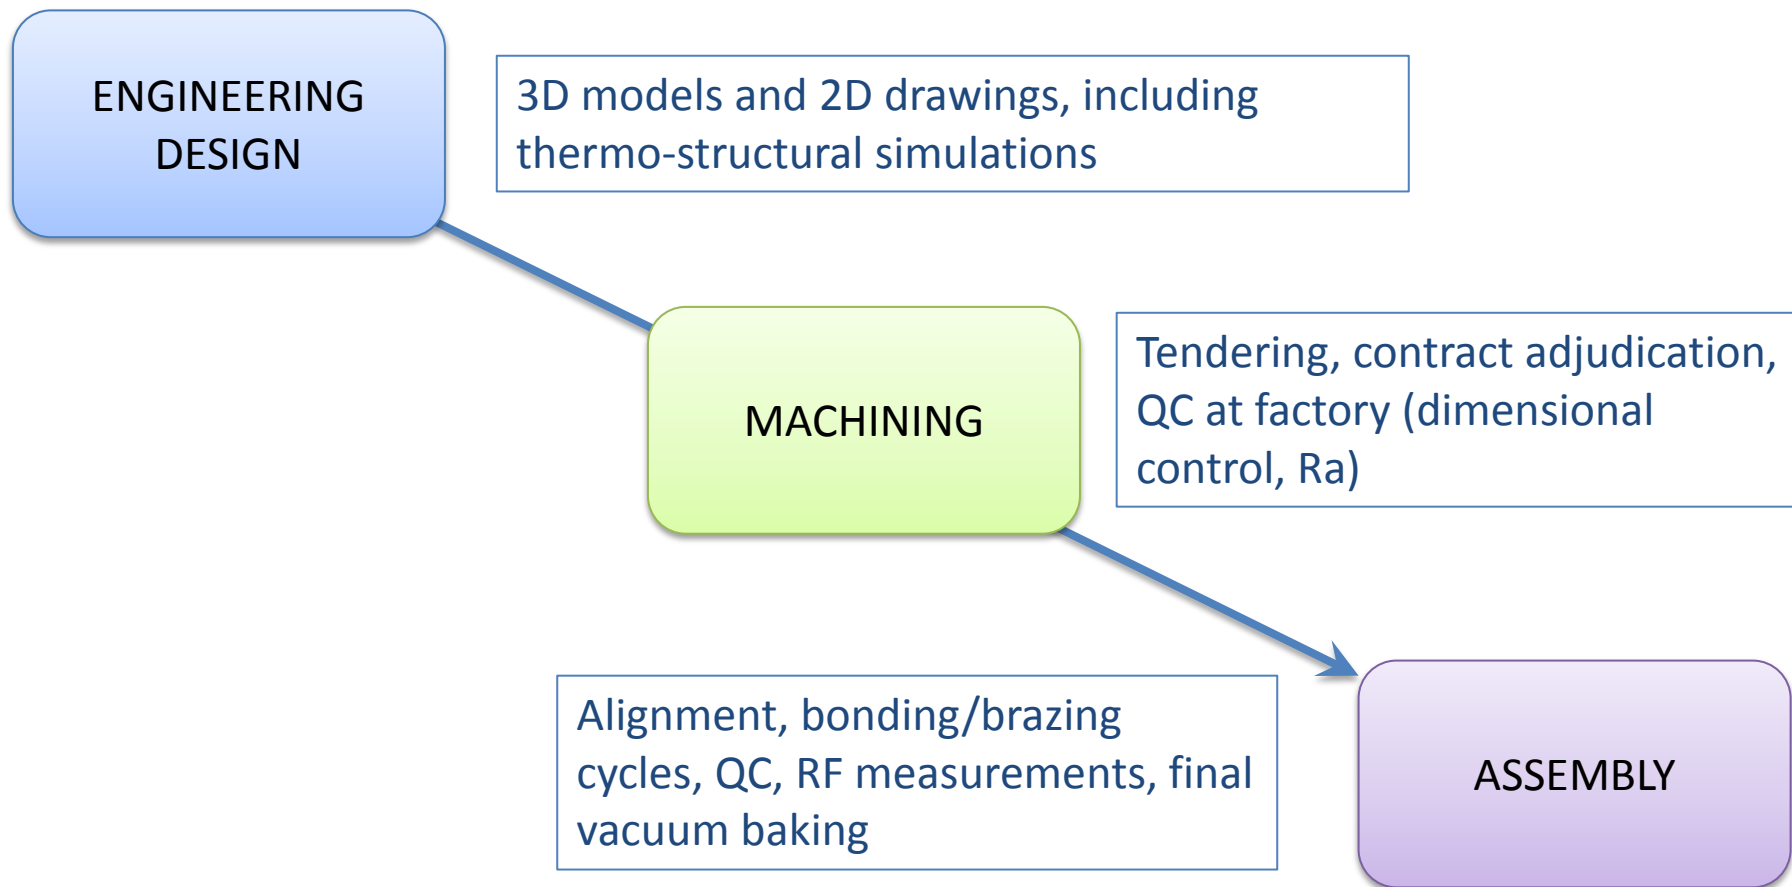 ENGINEERING
DESIGN
3D models and 2D drawings, including
thermo-structural simulations
MACHINING
Tendering, contract adjudication,
QC at factory (dimensional
control, Ra)
Alignment, bonding/brazing
cycles, QC, RF measurements, final
vacuum baking
ASSEMBLY